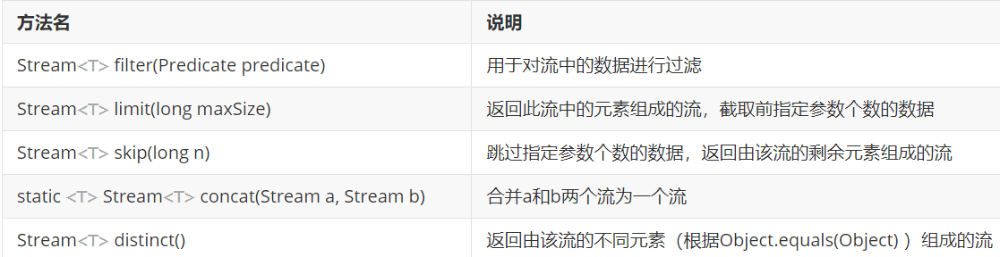 方法名 说明
Stream<T> filter(Predicate predicate) 用于对流中的数据进行过滤
Stream<T> limit(long maxSize) 返回此流中的元素组成的流，截取前指定参数个数的数据
Stream<T> skip(long n) 跳过指定参数个数的数据，返回由该流的剩余元素组成的流
static <T> Stream<T> concat(Stream a, Stream b) 合并a和b两个流为一个流
Stream<T> distinct() 返回由该流的不同元素（根据Object.equals(Object) ）组成的流